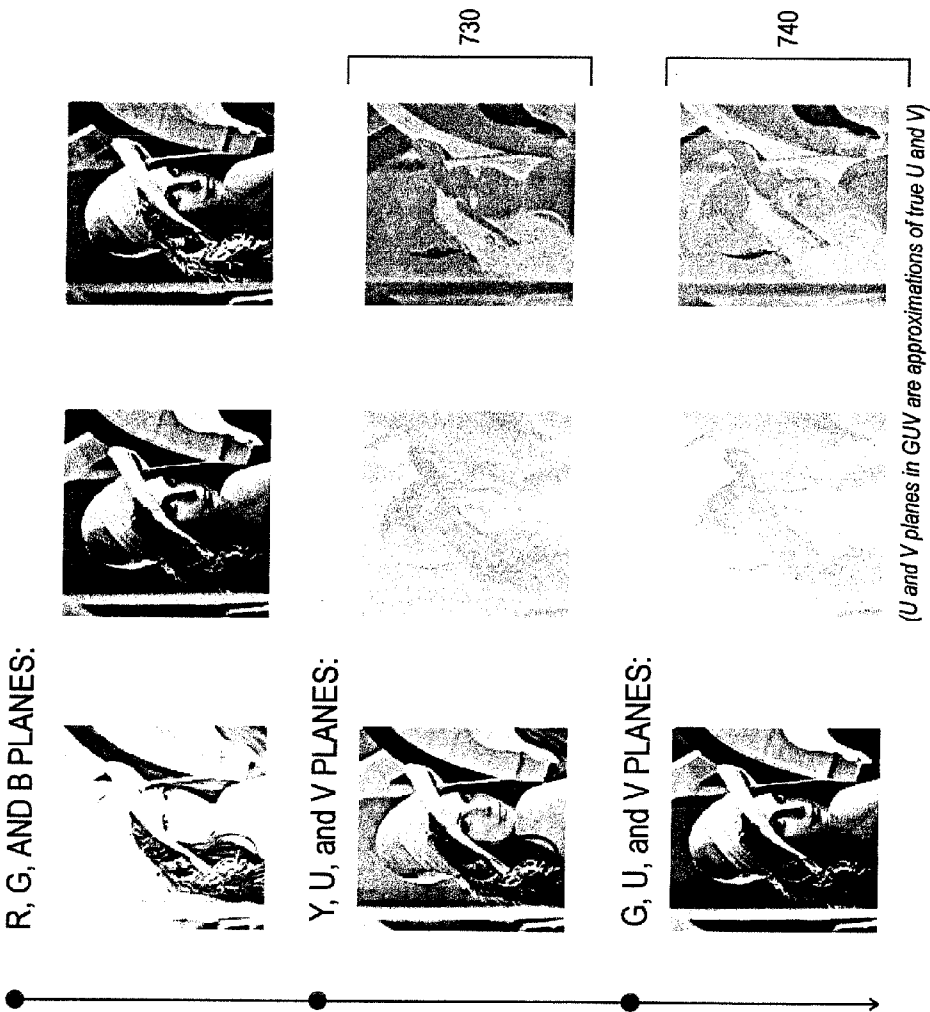 R, G, AND B PLANES:
Y, U, and V PLANES:
730
G, U, and V PLANES:
740
(U and V planes in GUV are approximations of true U and V)